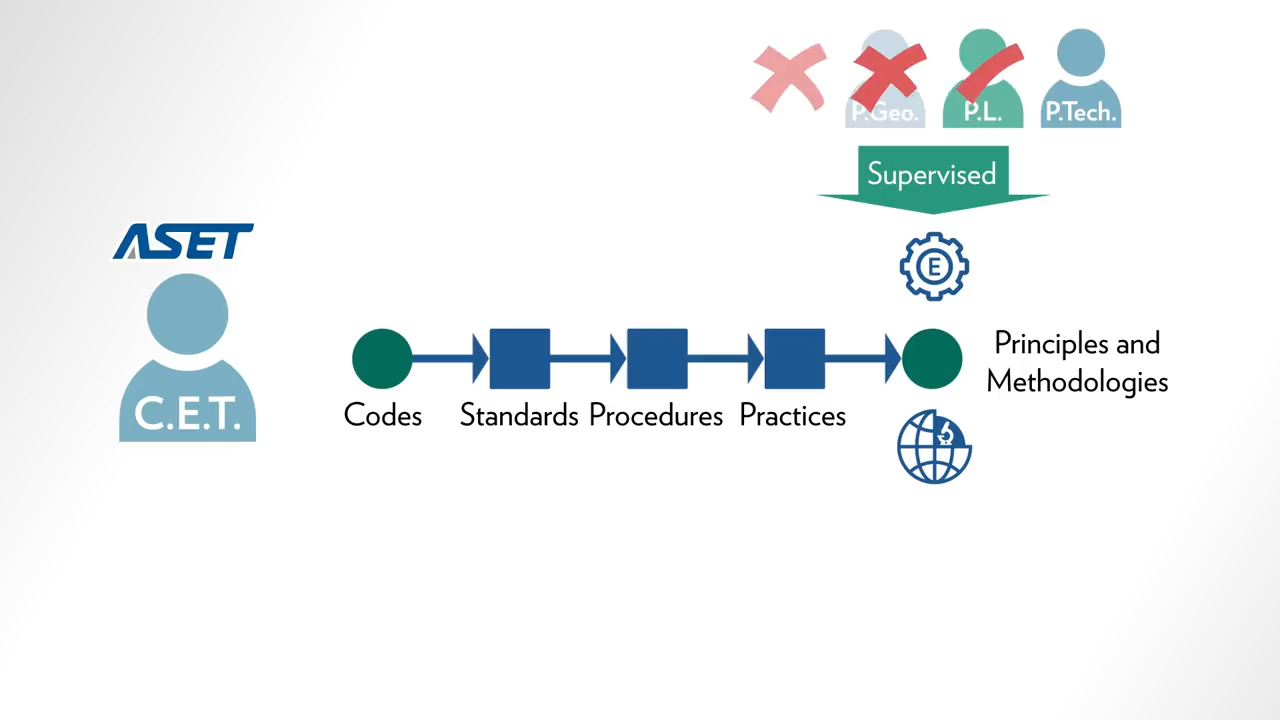 P.Geo. P.L. P.Tech.
Supervised
ASET
E
C.E.T.
Principles and
Methodologies
Codes Standards Procedures Practices